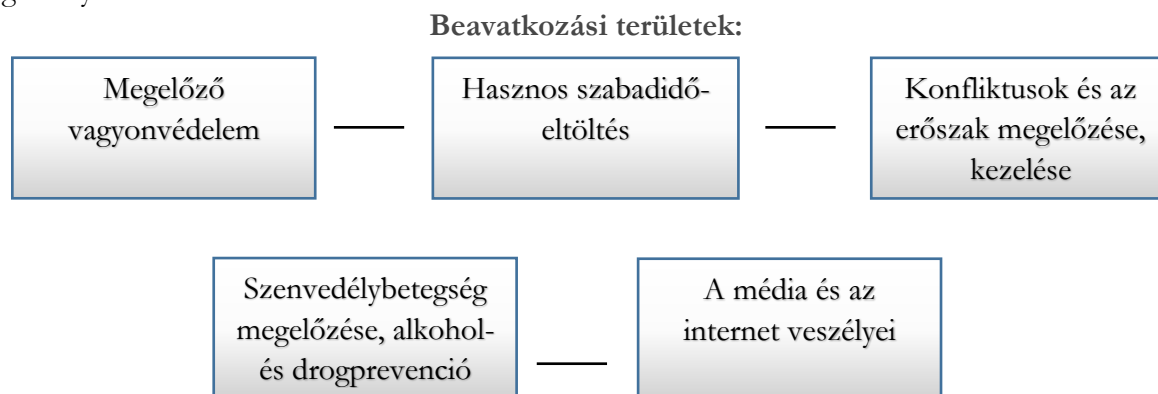 Beavatkozási területek:
Megelőző
vagyonvédelem
Hasznos szabadidő-
eltöltés
Konfliktusok és az
erőszak megelőzése,
kezelése
Szenvedélybetegség
megelőzése, alkohol-
és drogprevenció
A média és az
internet veszélyei